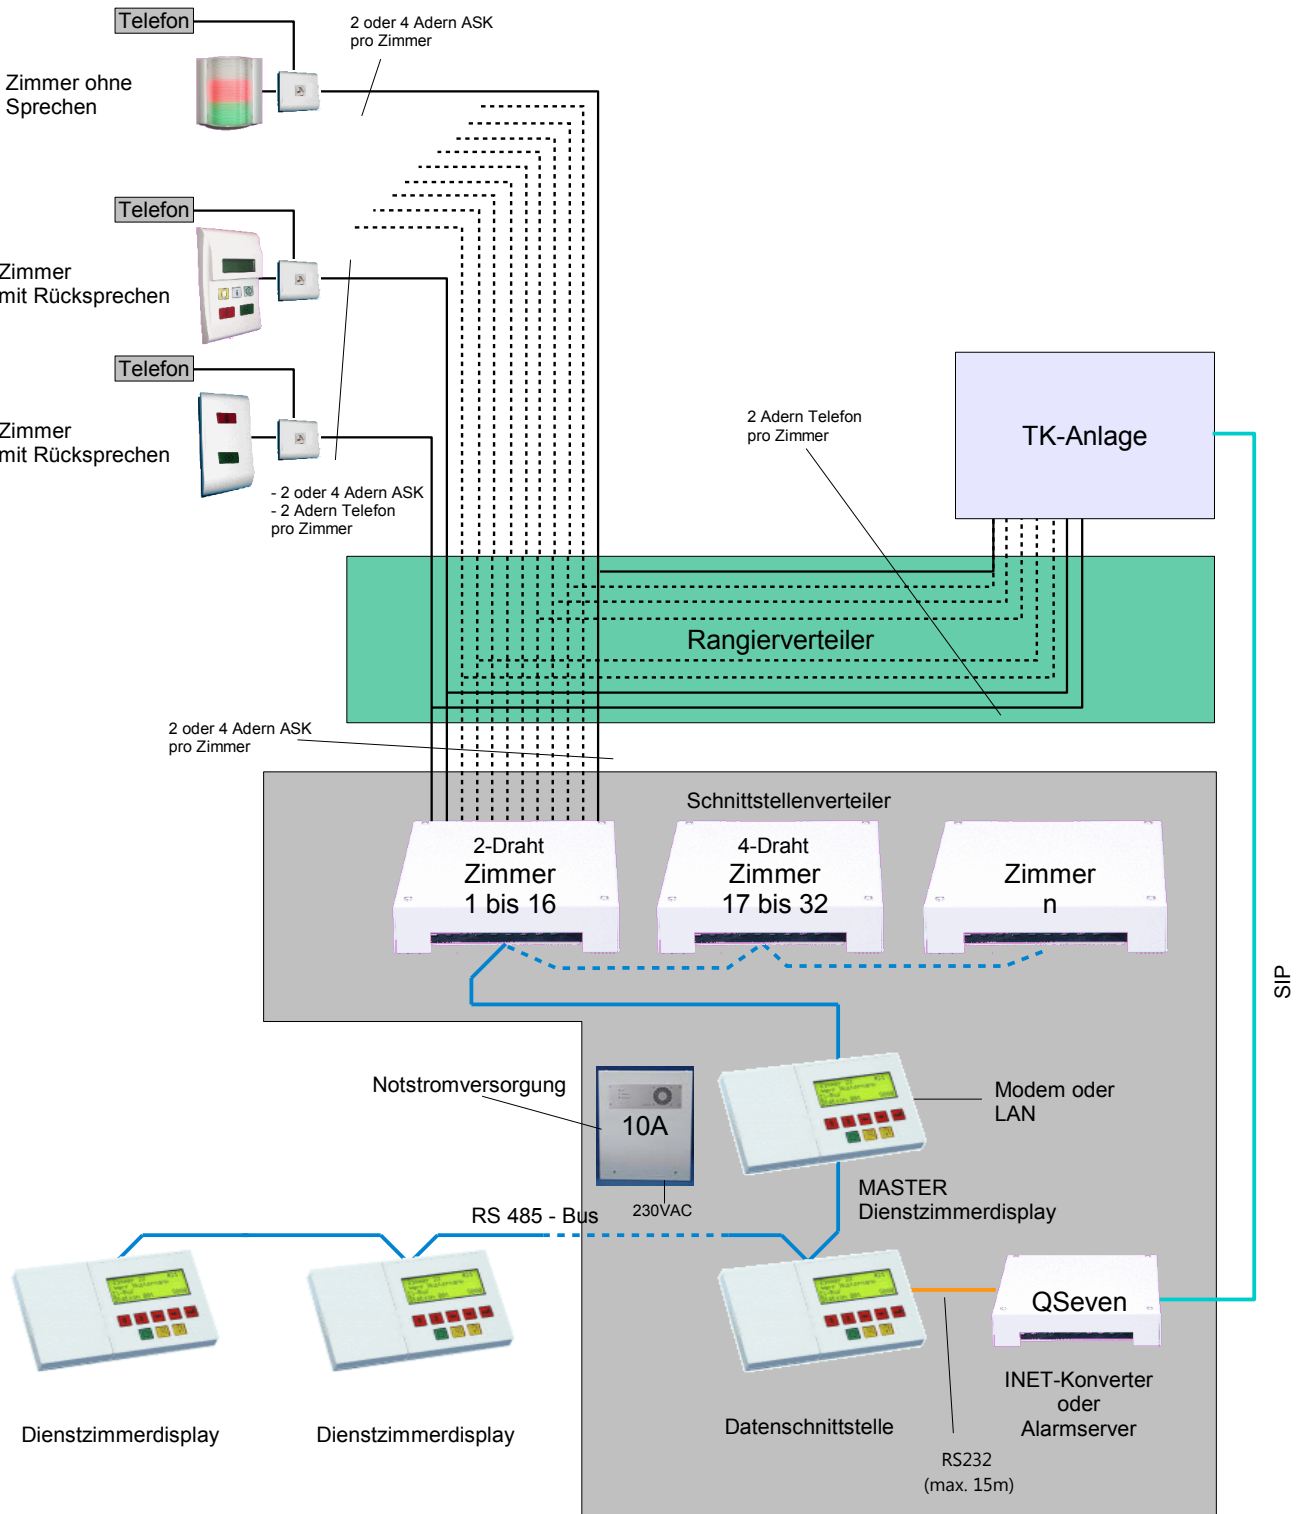 Telefon
2 oder 4 Adern ASK
pro Zimmer
Zimmer ohne
Sprechen
Telefon
Zimmer
mit Rücksprechen
Telefon
Zimmer
mit Rücksprechen
- 2 oder 4 Adern ASK
- 2 Adern Telefon
pro Zimmer
2 Adern Telefon
pro Zimmer
TK-Anlage
Rangierverteiler
2 oder 4 Adern ASK
pro Zimmer
Schnittstellenverteiler
2-Draht
Zimmer
1 bis 16
4-Draht
Zimmer
17 bis 32
Zimmer
n
SIP
Notstromversorgung
10A
230VAC
Modem oder
LAN
MASTER
Dienstzimmerdisplay
RS 485 - Bus
QSeven
INET-Konverter
oder
Alarmserver
Dienstzimmerdisplay
Dienstzimmerdisplay
Datenschnittstelle
RS232
(max. 15m)